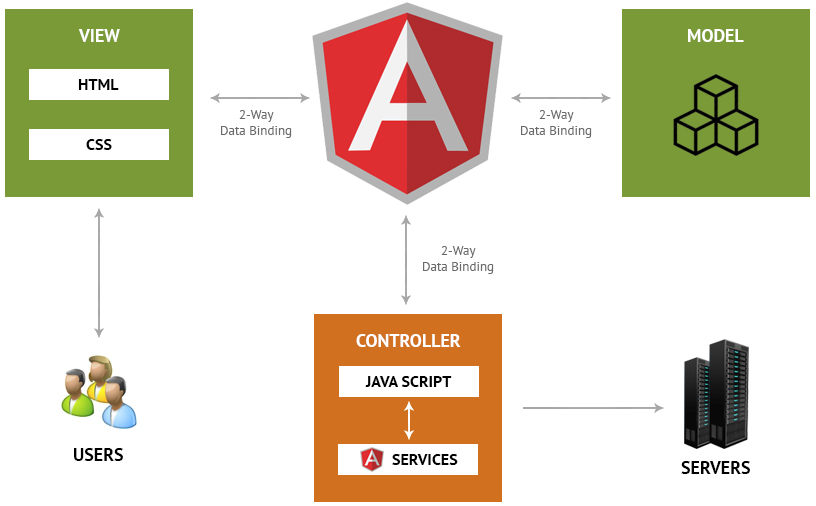 VIEW
HTML
CSS
2-Way
Data Binding
A
2-Way
Data Binding
MODEL
2-Way
Data Binding
CONTROLLER
JAVA SCRIPT
A SERVICES
USERS
SERVERS